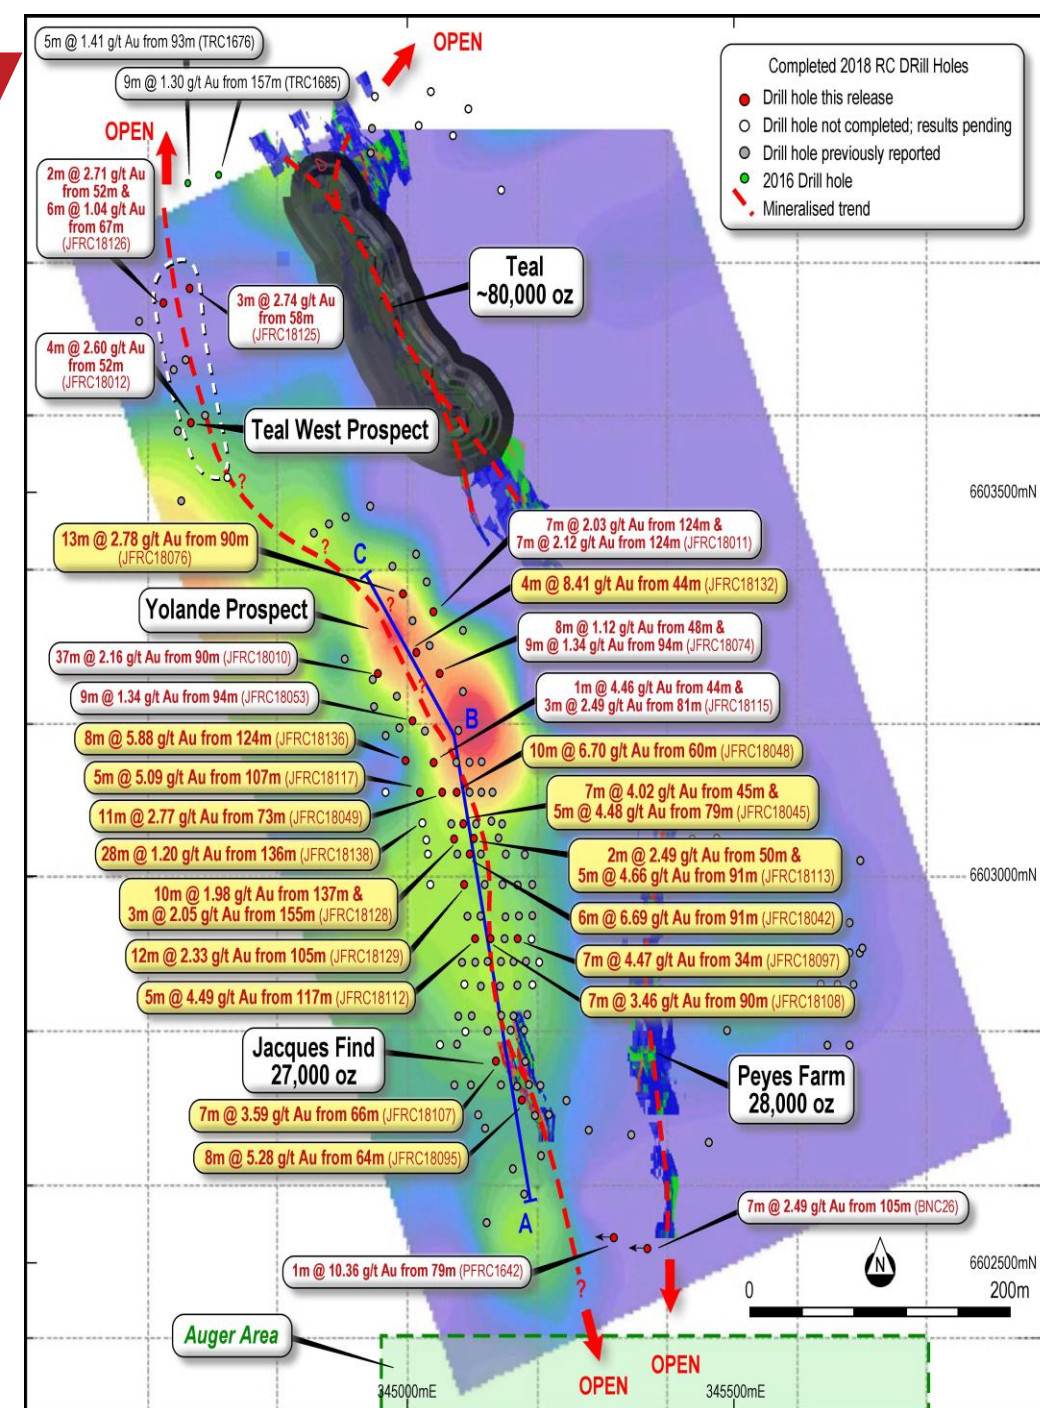 5m @ 1.41 g/t Au from 93m (TRC1676)
OPEN
9m @ 1.30 g/t Au from 157m (TRC1685)
OPEN
Completed 2018 RC DRill Holes
Drill hole this release
Drill hole not completed; results pending
Drill hole previously reported
2016 Drill hole
Mineralised trend
2m @ 2.71 g/t Au
from 52m &
6m @ 1.04 g/t Au
from 67m
(JFRC18126)
Teal
~80,000 oz
3m @ 2.74 g/t Au
from 58m
(JFRC18125)
4m @ 2.60 g/t Au
from 52m
(JFRC18012)
Teal West Prospect
?
6603500mN
13m @ 2.78 g/t Au from 90m
(JFRC18076)
?
C
7m @ 2.03 g/t Au from 124m &
7m @ 2.12 g/t Au from 124m (JFRC18011)
4m @ 8.41 g/t Au from 44m (JFRC18132)
Yolande Prospect
?
8m @ 1.12 g/t Au from 48m &
9m @ 1.34 g/t Au from 94m (JFRC18074)
37m @ 2.16 g/t Au from 90m (JFRC18010)
?
1m @ 4.46 g/t Au from 44m &
3m @ 2.49 g/t Au from 81m (JFRC18115)
9m @ 1.34 g/t Au from 94m (JFRC18053)
B
8m @ 5.88 g/t Au from 124m (JFRC18136)
10m @ 6.70 g/t Au from 60m (JFRC18048)
5m @ 5.09 g/t Au from 107m (JFRC18117)
7m @ 4.02 g/t Au from 45m &
5m @ 4.48 g/t Au from 79m (JFRC18045)
11m @ 2.77 g/t Au from 73m (JFRC18049)
28m @ 1.20 g/t Au from 136m (JFRC18138)
2m @ 2.49 g/t Au from 50m &
5m @ 4.66 g/t Au from 91m (JFRC18113)
6603000mN
10m @ 1.98 g/t Au from 137m &
3m @ 2.05 g/t Au from 155m (JFRC18128)
6m @ 6.69 g/t Au from 91m (JFRC18042)
12m @ 2.33 g/t Au from 105m (JFRC18129)
7m @ 4.47 g/t Au from 34m (JFRC18097)
5m @ 4.49 g/t Au from 117m (JFRC18112)
7m @ 3.46 g/t Au from 90m (JFRC18108)
Jacques Find
27,000 oz
Peyes Farm
28,000 oz
7m @ 3.59 g/t Au from 66m (JFRC18107)
8m @ 5.28 g/t Au from 64m (JFRC18095)
A
7m @ 2.49 g/t Au from 105m (BNC26)
1m @ 10.36 g/t Au from 79m (PFRC1642)
?
N
6602500mN
0
200m
Auger Area
OPEN
OPEN
345000mE
345500mE